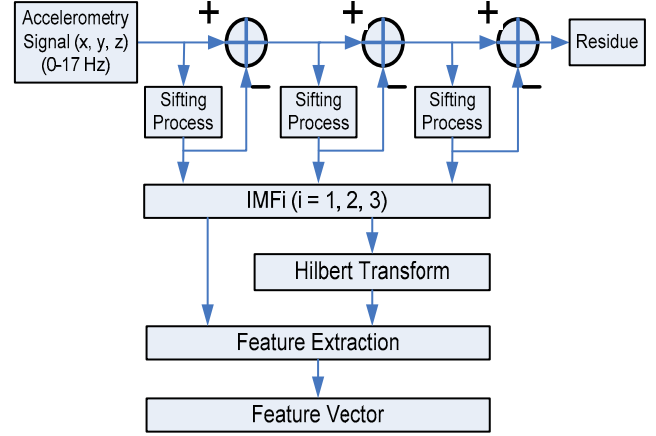 Accelerometry
Signal (x, y, z)
(0-17 Hz)
+
+
+
Residue
−
−
−
Sifting
Process
Sifting
Process
Sifting
Process
IMFi (i = 1, 2, 3)
Hilbert Transform
Feature Extraction
Feature Vector